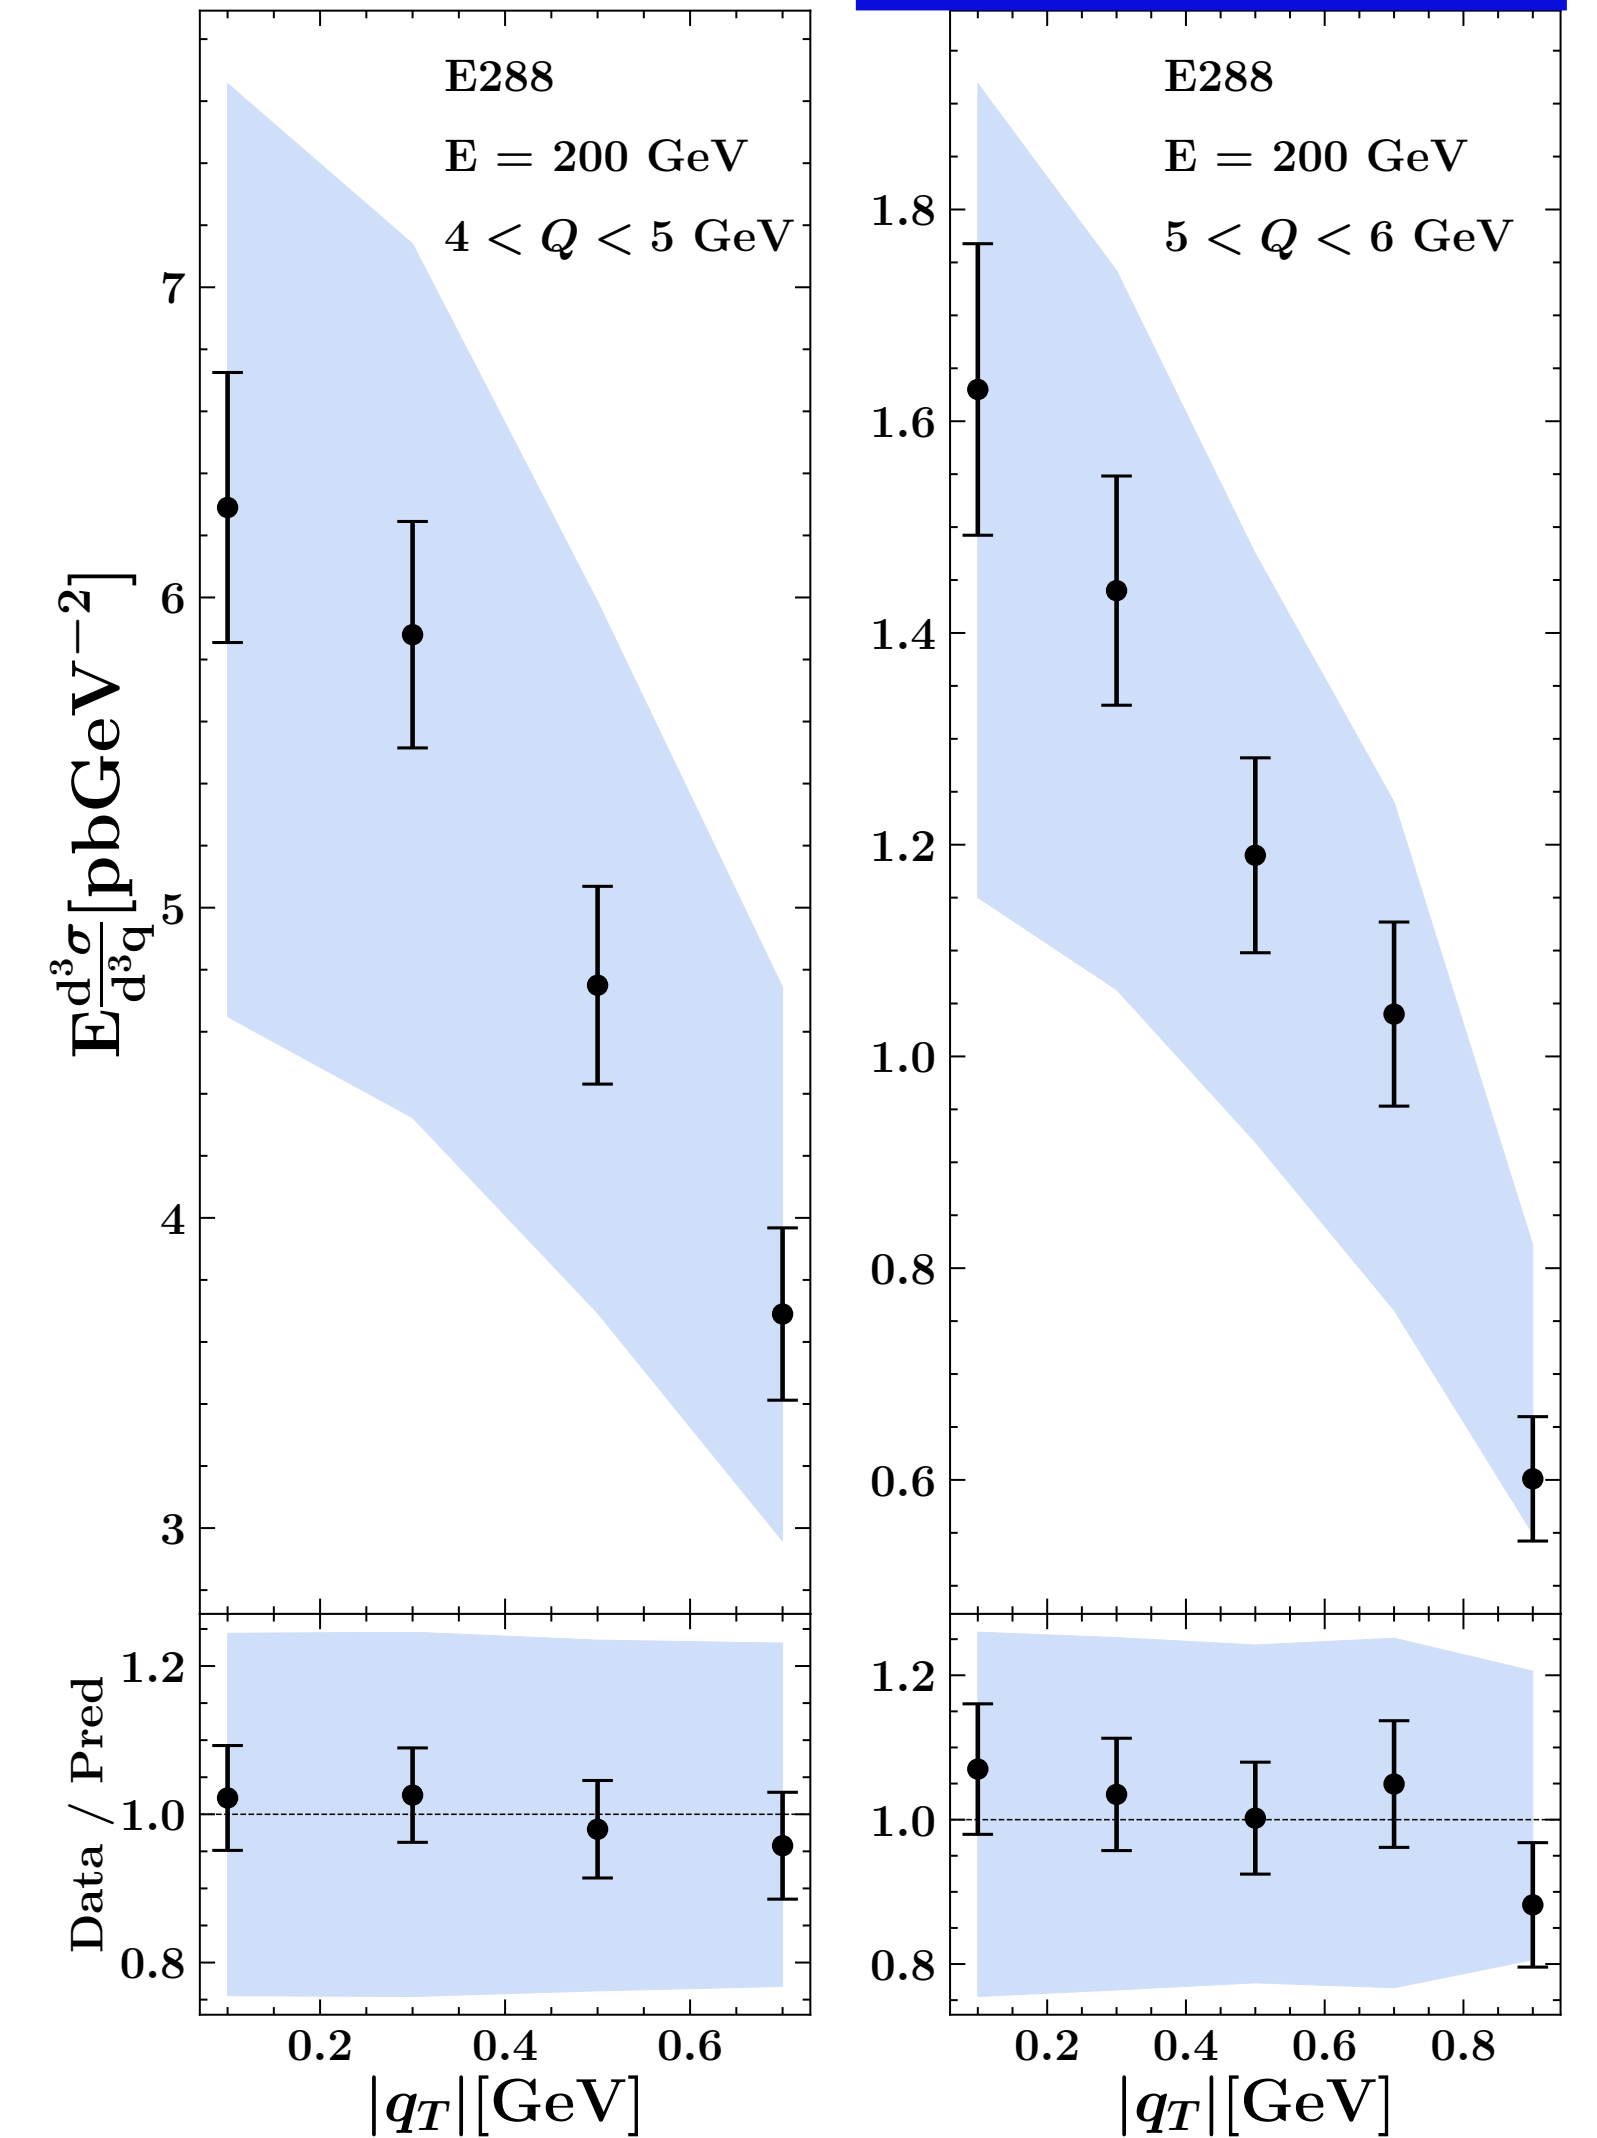 E288
E = 200 GeV
4 < Q < 5 GeV
7
6
5
4
3
E d³σ/d³q [pbGeV⁻²]
1.2
1.0
0.8
Data / Pred
0.2 0.4 0.6
|q_T|[GeV]
E288
E = 200 GeV
5 < Q < 6 GeV
1.8
1.6
1.4
1.2
1.0
0.8
0.6
1.2
1.0
0.8
0.2 0.4 0.6 0.8
|q_T|[GeV]